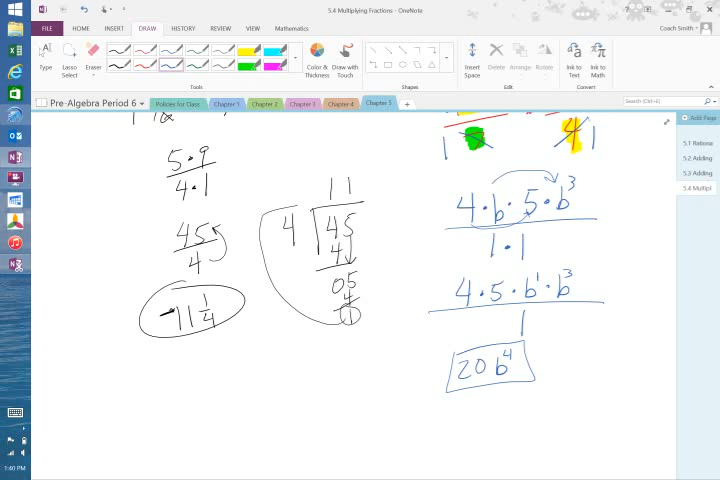 5.4 Multiplying Fractions - OneNote
Coach Smith
FILE HOME INSERT DRAW HISTORY REVIEW VIEW Mathematics
Type Lasso Select Eraser Color & Thickness Draw with Touch Insert Space Delete Arrange Rotate Ink to Text Ink to Math
Tools Shapes Edit Convert
Pre-Algebra Period 6 Policies for Class Chapter 1 Chapter 2 Chapter 3 Chapter 4 Chapter 5
Search (Ctrl+E)
Add Page
5.1 Rationa
5.2 Adding
5.3 Adding
5.4 Multipl
5 • 9
4 • 1
45
4
-11 1/4
11
4 45
4
05
4
1
1 4 1
4 • b • 5 • b³
1 • 1
4 • 5 • b¹ • b³
1
20 b⁴
1:40 PM